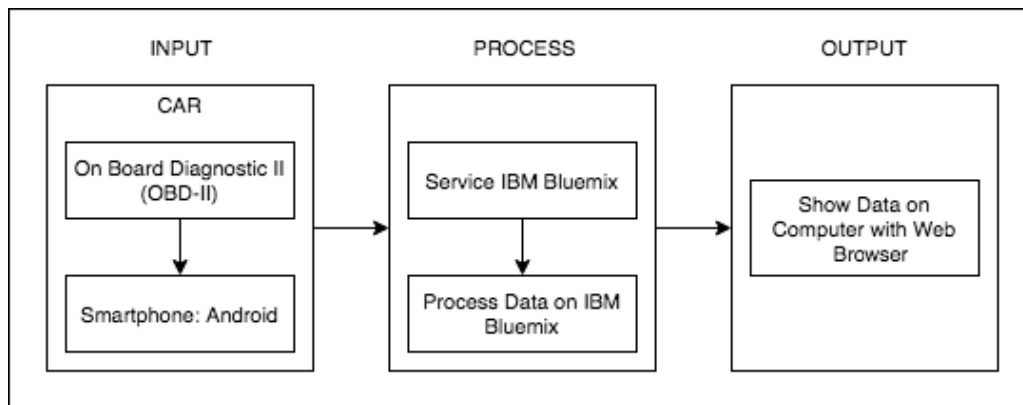 INPUT
CAR
On Board Diagnostic II
(OBD-II)
Smartphone: Android
PROCESS
Service IBM Bluemix
Process Data on IBM
Bluemix
OUTPUT
Show Data on
Computer with Web
Browser